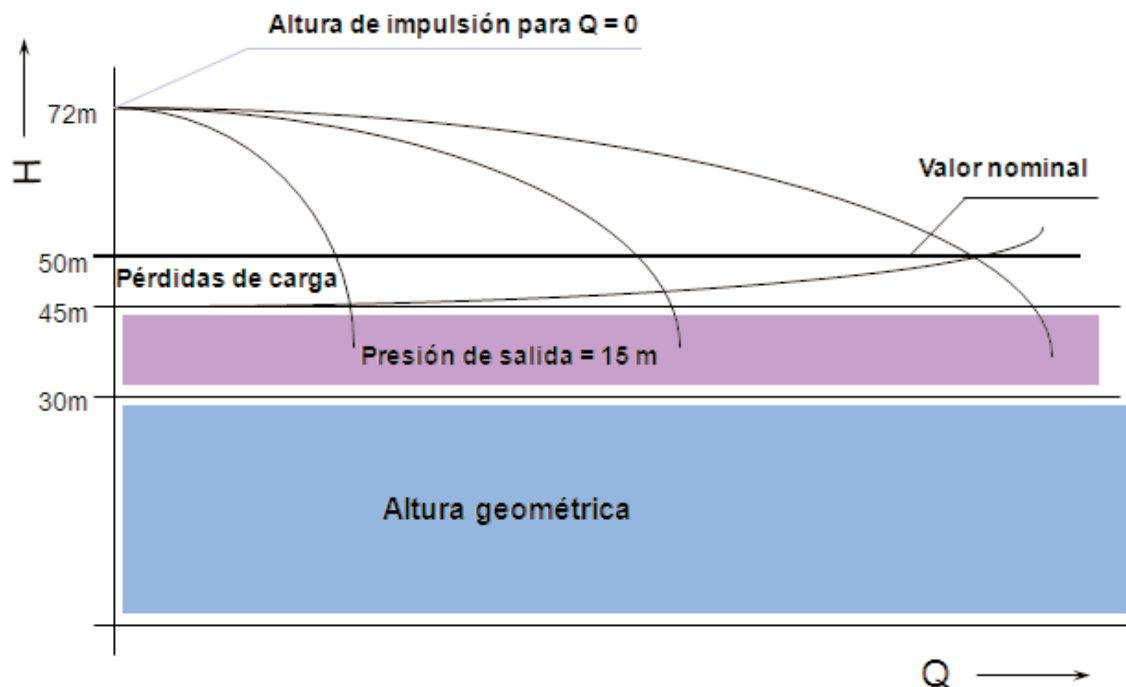 Altura de impulsión para Q = 0
72m
H
Valor nominal
50m
Pérdidas de carga
45m
Presión de salida = 15 m
30m
Altura geométrica
Q